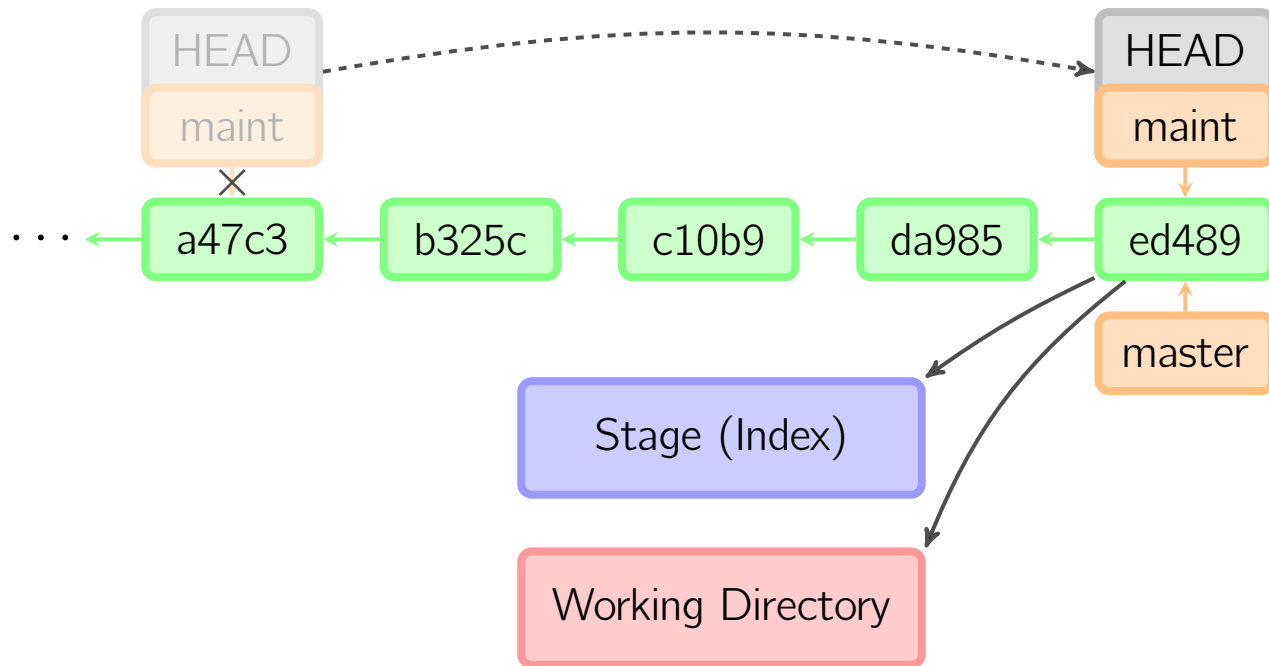 HEAD
HEAD
maint
maint
... a47c3 b325c c10b9 da985 ed489
master
Stage (Index)
Working Directory